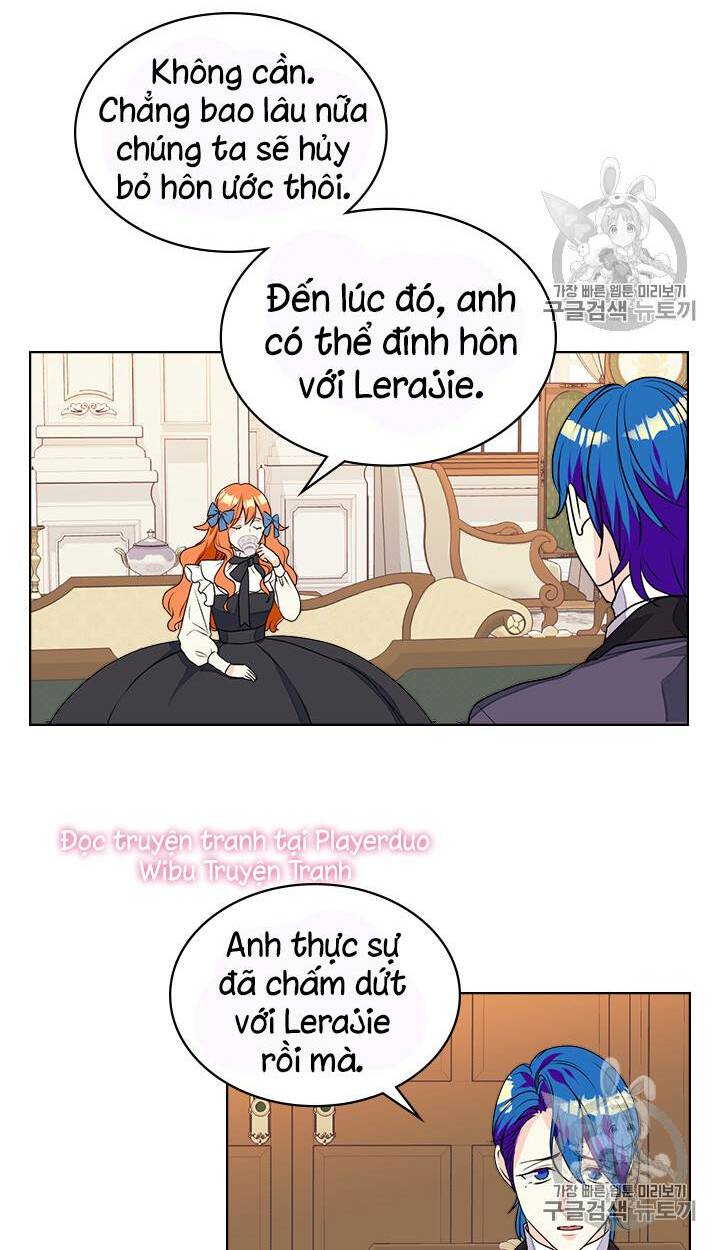 Không cần.
Chẳng bao lâu nữa
chúng ta sẽ hủy
bỏ hôn ước thôi.
가장 빠른 웹툰 미리보기
구글검색 뉴토끼
Đến lúc đó, anh
có thể đính hôn
với Lerajie.
Đọc truyện tranh tại Playerduo
Wibu Truyện Tranh
Anh thực sự
đã chấm dứt
với Lerajie
rồi mà.
가장 빠른 웹툰 미리보기
구글검색 뉴토끼